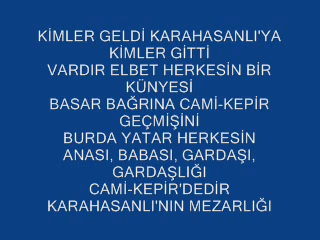 KİMLER GELDİ KARAHASANLI'YA
KİMLER GİTTİ
VARDIR ELBET HERKESİN BİR
KÜNYESİ
BASAR BAĞRINA CAMİ-KEPİR
GEÇMİŞİNİ
BURDA YATAR HERKESİN
ANASI, BABASI, GARDAŞI,
GARDAŞLIĞI
CAMİ-KEPİR'DEDİR
KARAHASANLI'NIN MEZARLIĞI